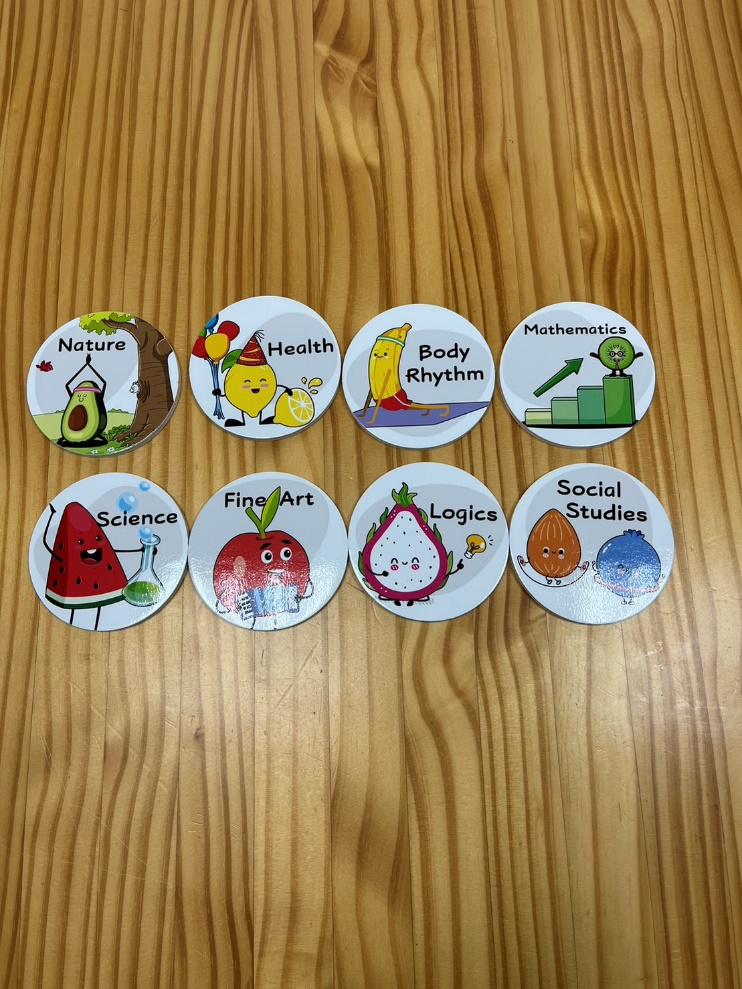 Nature
Health
Body
Rhythm
Mathematics
Science
Fine Art
Logics
Social
Studies